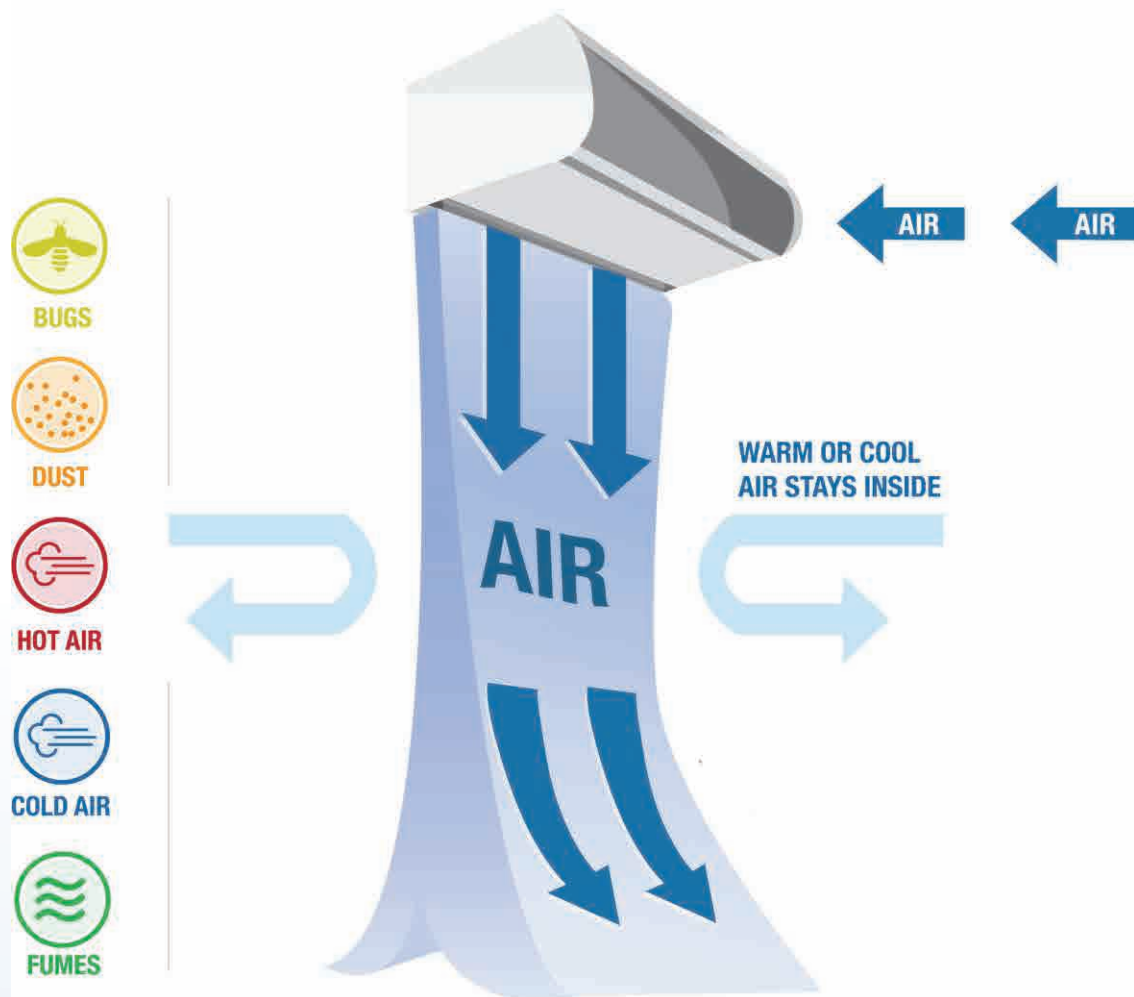 AIR
AIR
BUGS
DUST
HOT AIR
COLD AIR
FUMES
AIR
WARM OR COOL
AIR STAYS INSIDE